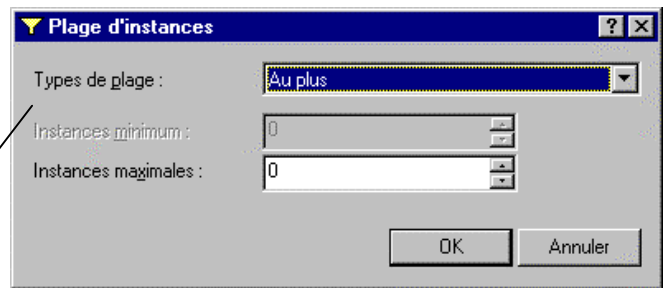 Plage d'instances
Types de plage : Au plus
Instances minimum : 0
Instances maximales : 0
OK Annuler